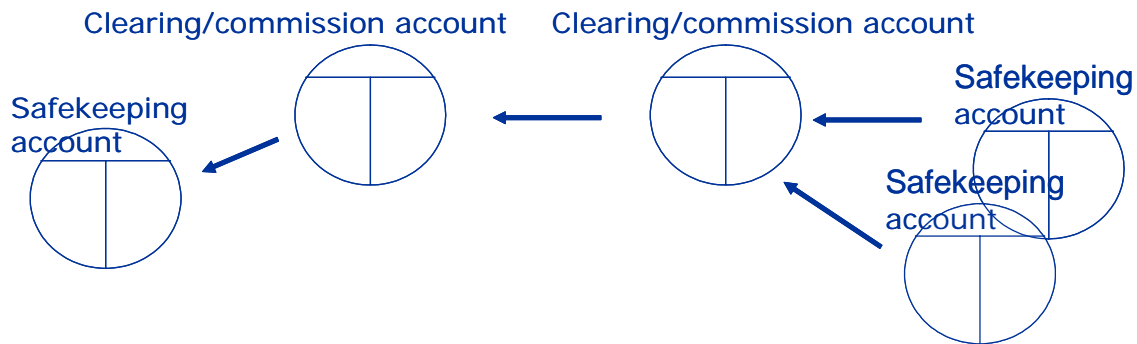 Clearing/commission account
Clearing/commission account
Safekeeping
account
Safekeeping
account
Safekeeping
account